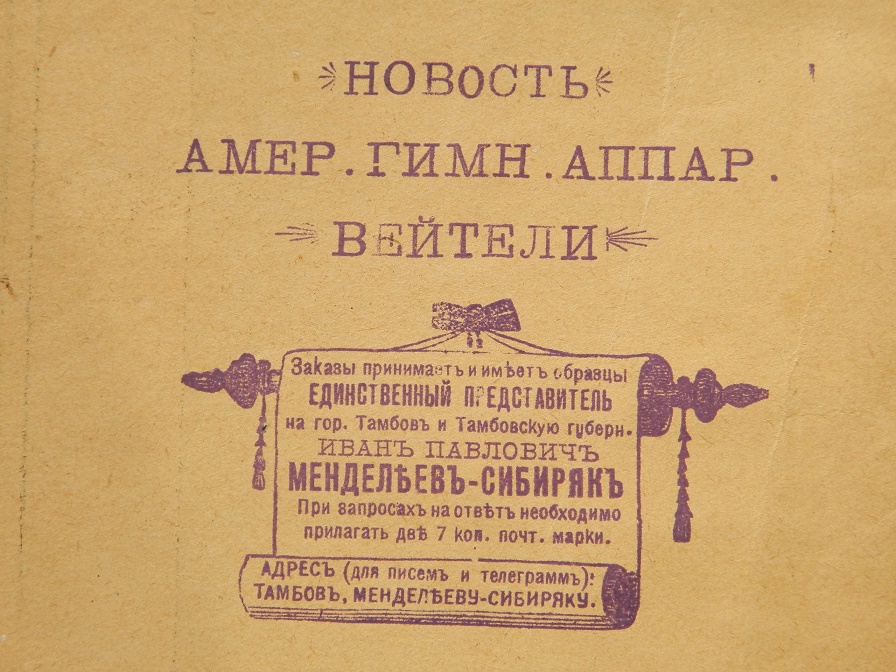 НОВОСТЬ
АМЕР. ГИМН. АППАР.
ВЕЙТЕЛИ
Заказы принимаетъ и имѣетъ образцы
ЕДИНСТВЕННЫЙ ПРЕДСТАВИТЕЛЬ
на гор. Тамбовъ и Тамбовскую губерн.
ИВАНЪ ПАВЛОВИЧЪ
МЕНДЕЛѢЕВЪ-СИБИРЯКЪ
При запросахъ на отвѣтъ необходимо
прилагать двѣ 7 коп. почт. марки.
АДРЕСЪ (для писемъ и телеграммъ):
ТАМБОВЪ, МЕНДЕЛѢЕВУ-СИБИРЯКУ.